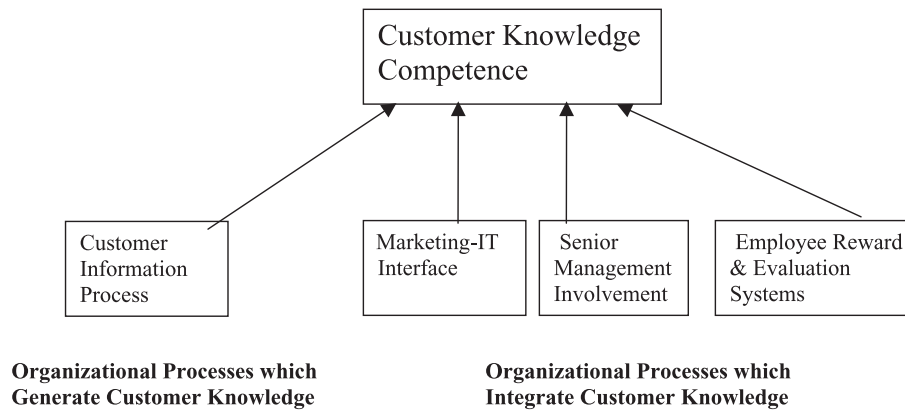 Customer Knowledge
Competence
Customer
Information
Process
Marketing-IT
Interface
Senior
Management
Involvement
Employee Reward
& Evaluation
Systems
Organizational Processes which
Generate Customer Knowledge
Organizational Processes which
Integrate Customer Knowledge